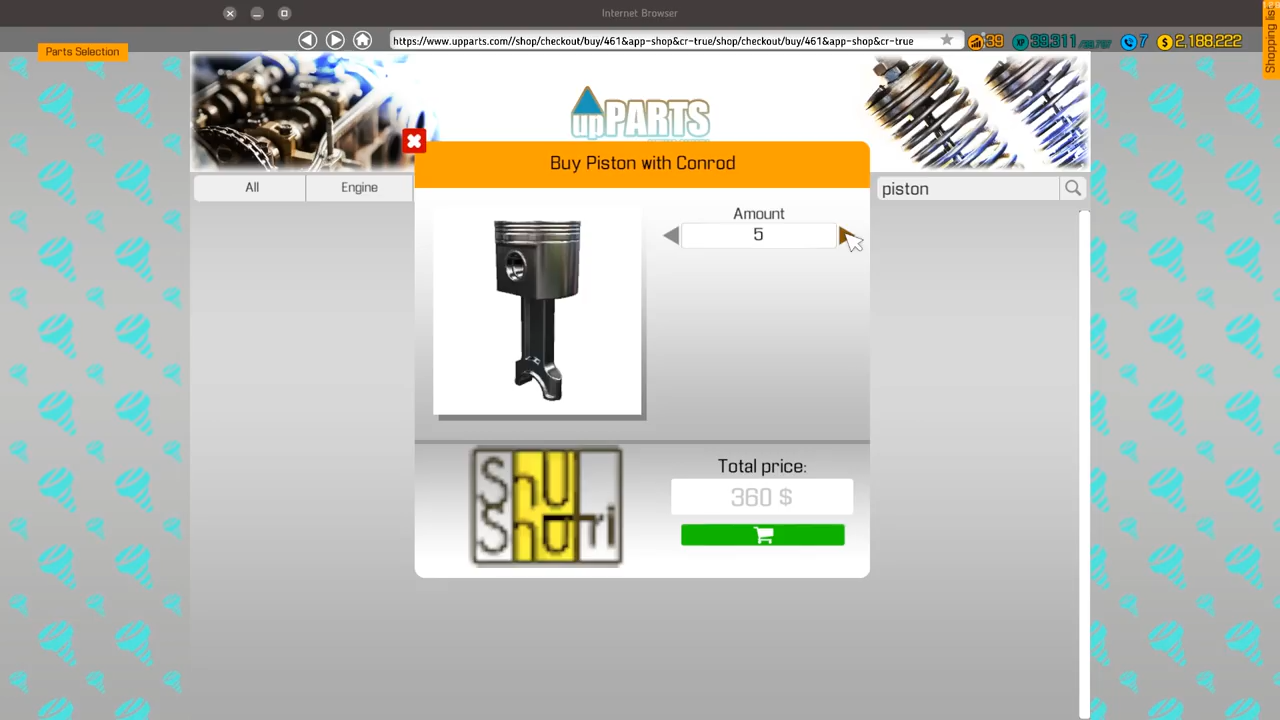 Internet Browser
https://www.upparts.com//shop/checkout/buy/461&app-shop&cr-true/shop/checkout/buy/461&app-shop&cr-true
39
39,311
7
2,188,222
Shopping list
Parts Selection
upPARTS
Buy Piston with Conrod
All
Engine
piston
Amount
5
Total price:
360 $